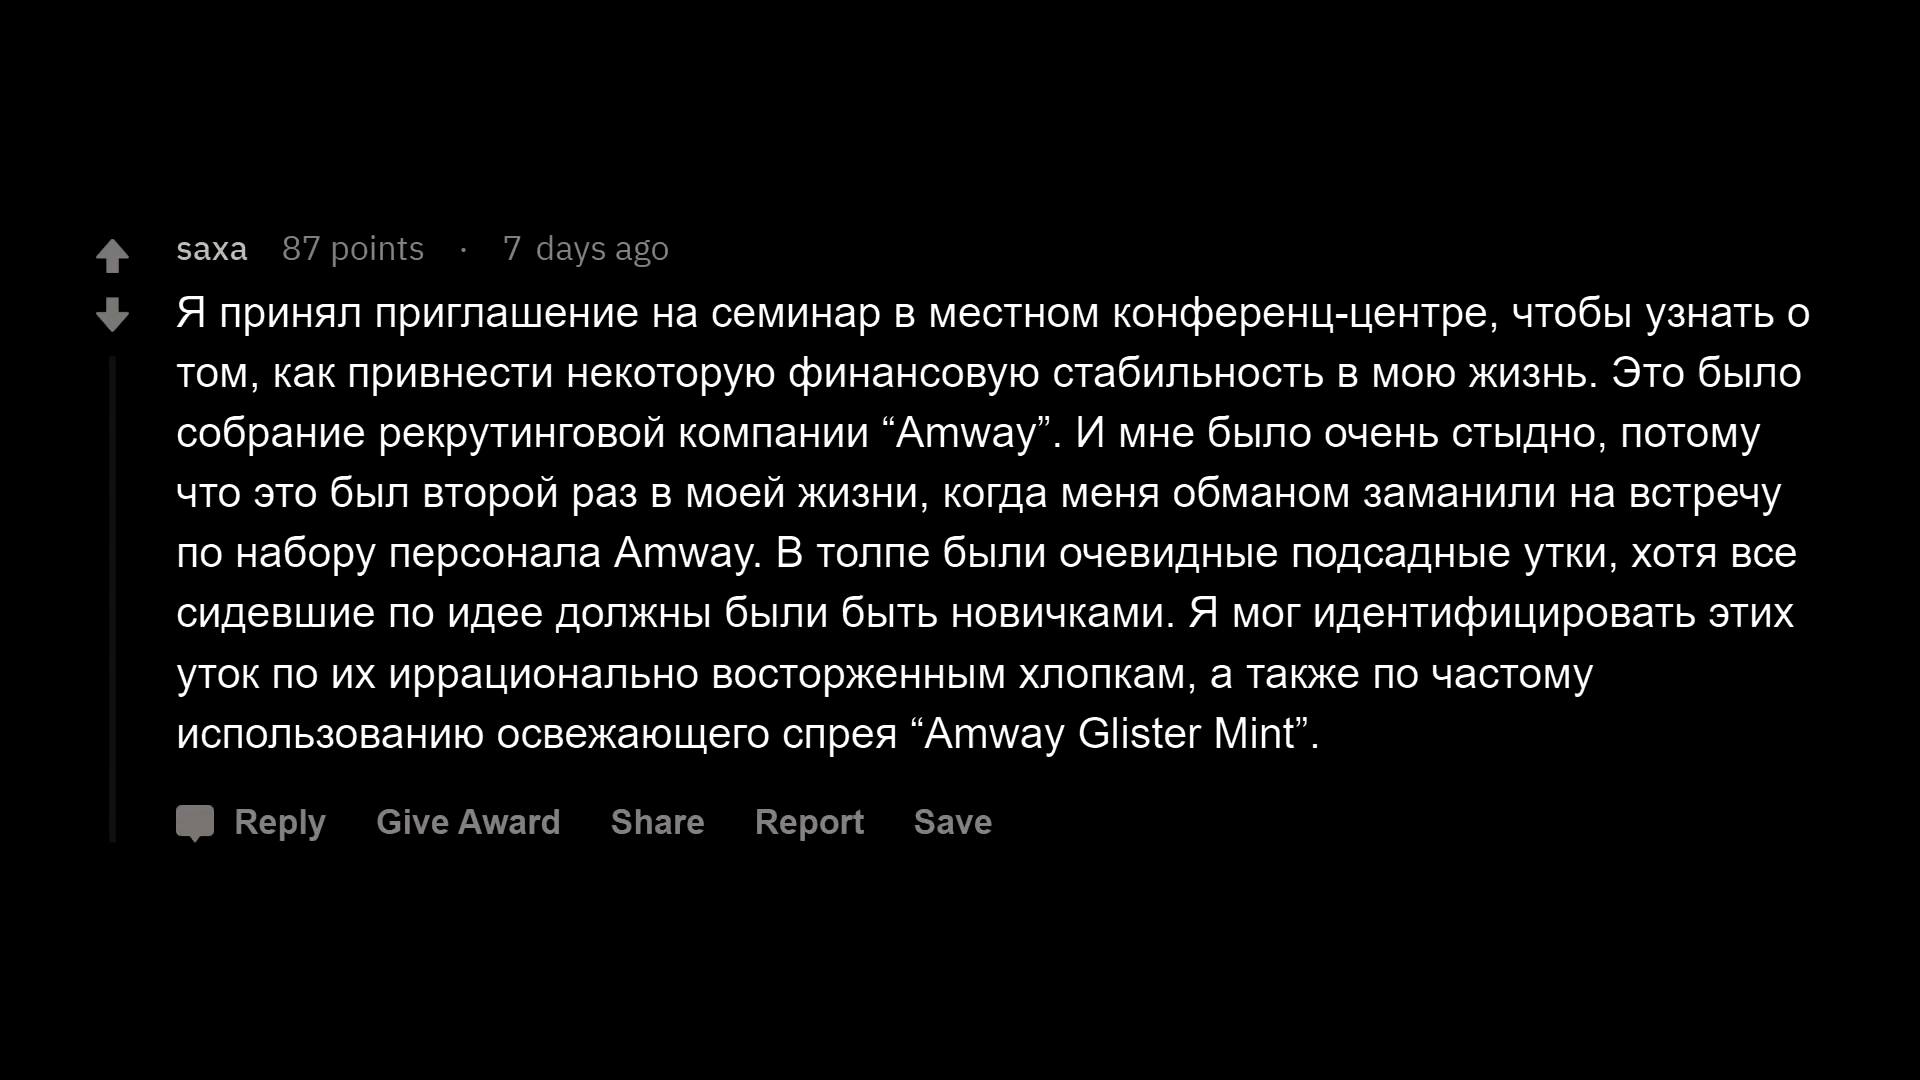 saxa 87 points · 7 days ago
Я принял приглашение на семинар в местном конференц-центре, чтобы узнать о
том, как привнести некоторую финансовую стабильность в мою жизнь. Это было
собрание рекрутинговой компании “Amway”. И мне было очень стыдно, потому
что это был второй раз в моей жизни, когда меня обманом заманили на встречу
по набору персонала Amway. В толпе были очевидные подсадные утки, хотя все
сидевшие по идее должны были быть новичками. Я мог идентифицировать этих
уток по их иррационально восторженным хлопкам, а также по частому
использованию освежающего спрея “Amway Glister Mint”.
Reply Give Award Share Report Save